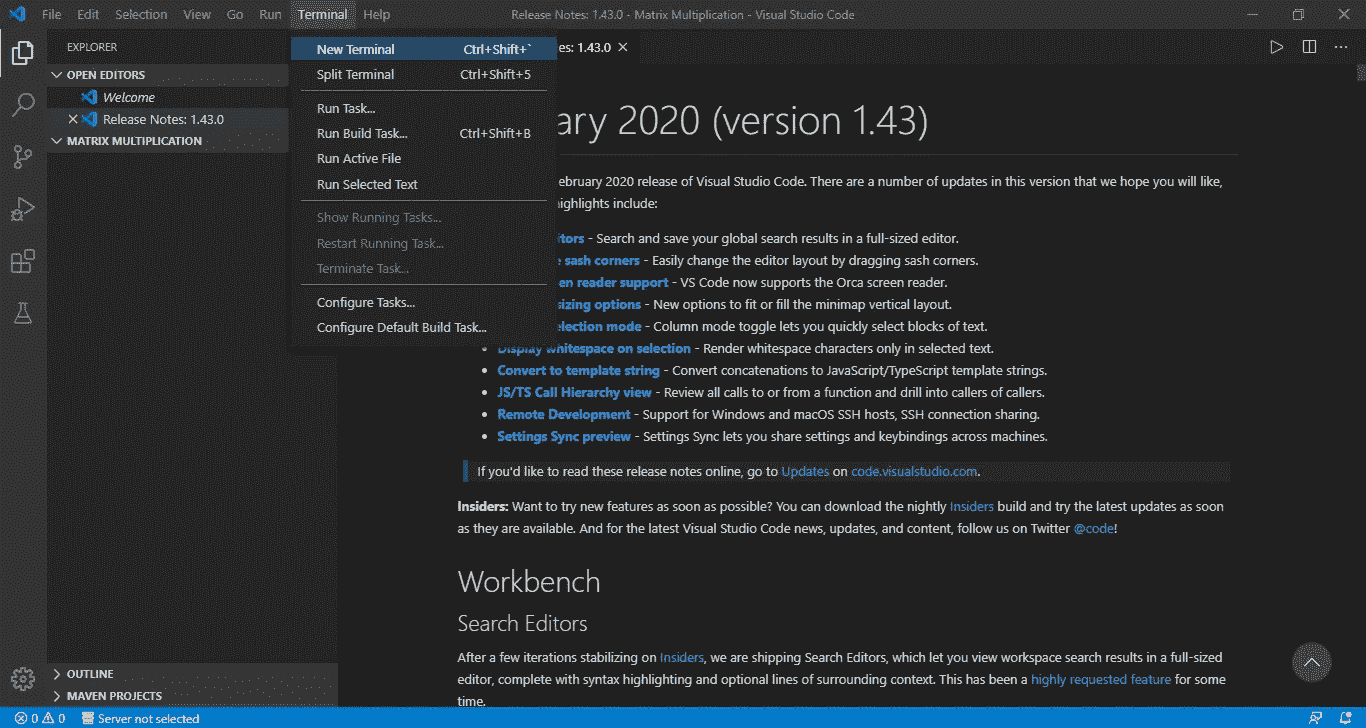 File Edit Selection View Go Run Terminal Help
Release Notes: 1.43.0 - Matrix Multiplication - Visual Studio Code
EXPLORER
OPEN EDITORS
Welcome
Release Notes: 1.43.0
MATRIX MULTIPLICATION
OUTLINE
MAVEN PROJECTS
New Terminal Ctrl+Shift+`
Split Terminal Ctrl+Shift+5
Run Task...
Run Build Task... Ctrl+Shift+B
Run Active File
Run Selected Text
Show Running Tasks...
Restart Running Task...
Terminate Task...
Configure Tasks...
Configure Default Build Task...
es: 1.43.0
ary 2020 (version 1.43)
ebruary 2020 release of Visual Studio Code. There are a number of updates in this version that we hope you will like,
ighlights include:
itors - Search and save your global search results in a full-sized editor.
e sash corners - Easily change the editor layout by dragging sash corners.
en reader support - VS Code now supports the Orca screen reader.
sizing options - New options to fit or fill the minimap vertical layout.
election mode - Column mode toggle lets you quickly select blocks of text.
Display whitespace on selection - Render whitespace characters only in selected text.
Convert to template string - Convert concatenations to JavaScript/TypeScript template strings.
JS/TS Call Hierarchy view - Review all calls to or from a function and drill into callers of callers.
Remote Development - Support for Windows and macOS SSH hosts, SSH connection sharing.
Settings Sync preview - Settings Sync lets you share settings and keybindings across machines.
If you'd like to read these release notes online, go to Updates on code.visualstudio.com.
Insiders: Want to try new features as soon as possible? You can download the nightly Insiders build and try the latest updates as soon
as they are available. And for the latest Visual Studio Code news, updates, and content, follow us on Twitter @code!
Workbench
Search Editors
After a few iterations stabilizing on Insiders, we are shipping Search Editors, which let you view workspace search results in a full-sized
editor, complete with syntax highlighting and optional lines of surrounding context. This has been a highly requested feature for some
time.
0 0 Server not selected